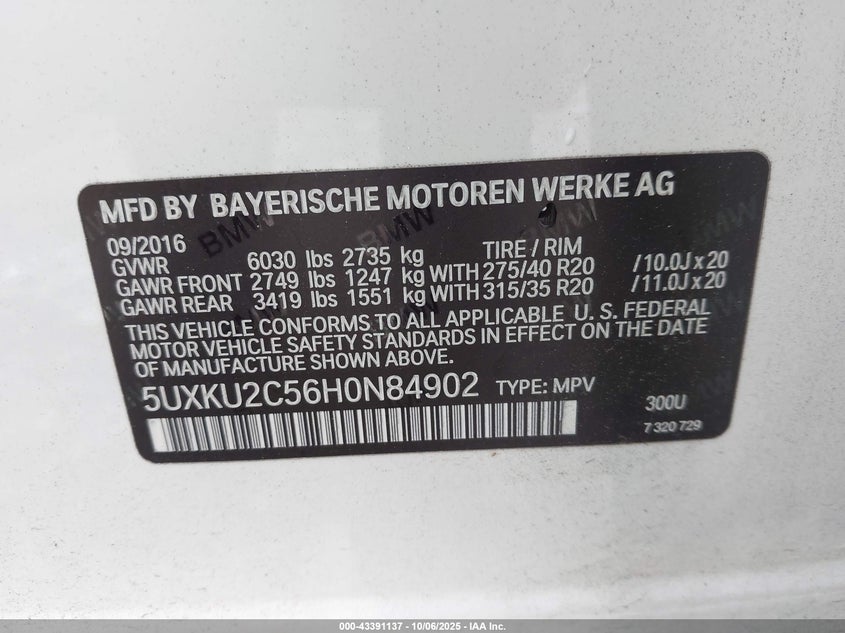 MFD BY BAYERISCHE MOTOREN WERKE AG
09/2016 TIRE / RIM
GVWR 6030 lbs 2735 kg
GAWR FRONT 2749 lbs 1247 kg WITH 275/40 R20 /10.0J x 20
GAWR REAR 3419 lbs 1551 kg WITH 315/35 R20 /11.0J x 20
THIS VEHICLE CONFORMS TO ALL APPLICABLE U. S. FEDERAL
MOTOR VEHICLE SAFETY STANDARDS IN EFFECT ON THE DATE
OF MANUFACTURE SHOWN ABOVE.
5UXKU2C56H0N84902 TYPE: MPV
300U
7 320 729
000-43391137 - 10/06/2025 - IAA Inc.